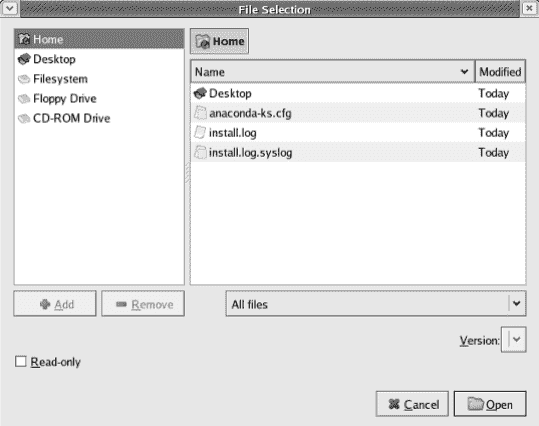 File Selection
Home
Desktop
Filesystem
Floppy Drive
CD-ROM Drive
Home
Name Modified
Desktop Today
anaconda-ks.cfg Today
install.log Today
install.log.syslog Today
Add Remove All files
Version:
Read-only
Cancel Open